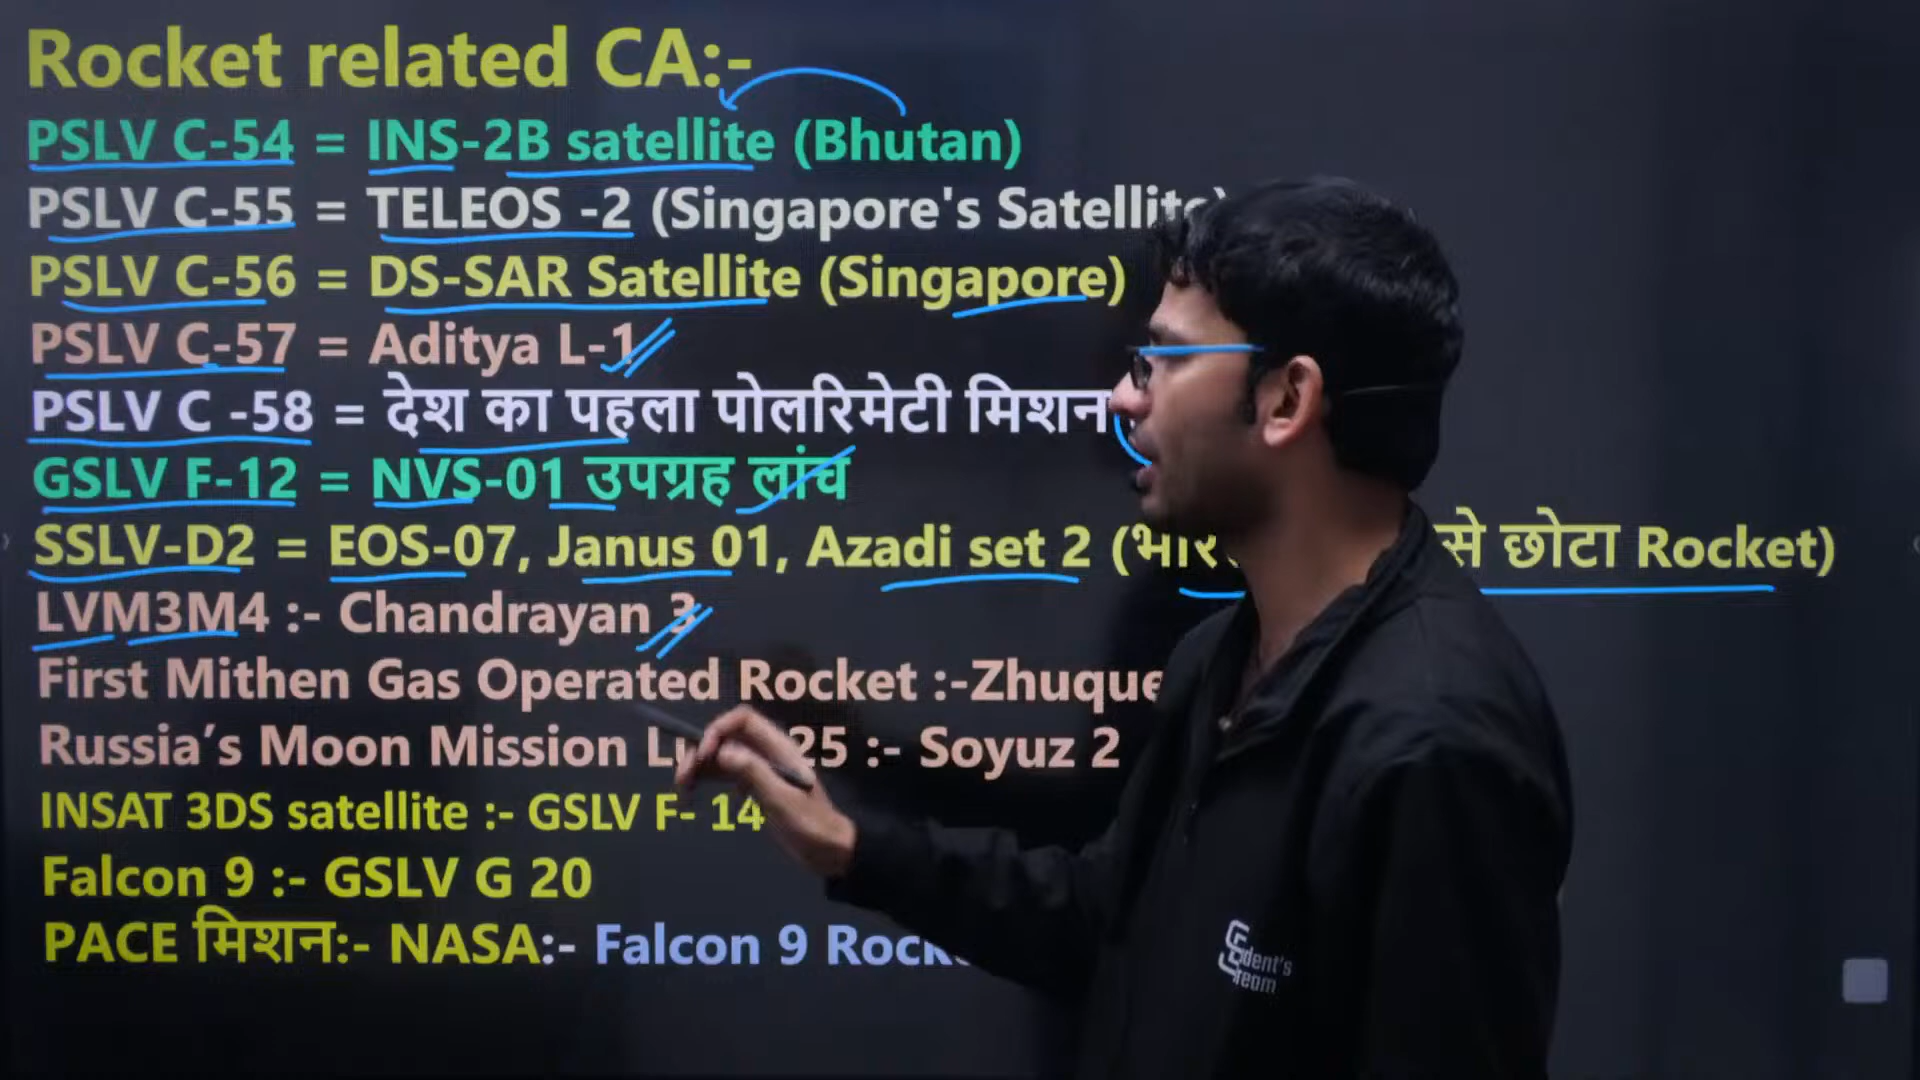 Rocket related CA:-
PSLV C-54 = INS-2B satellite (Bhutan)
PSLV C-55 = TELEOS -2 (Singapore's Satellite)
PSLV C-56 = DS-SAR Satellite (Singapore)
PSLV C-57 = Aditya L-1
PSLV C -58 = देश का पहला पोलरिमेटी मिशन
GSLV F-12 = NVS-01 उपग्रह लांच
SSLV-D2 = EOS-07, Janus 01, Azadi set 2 ( से छोटा Rocket)
LVM3M4 :- Chandrayan 3
First Mithen Gas Operated Rocket :-Zhuque
Russia’s Moon Mission 25 :- Soyuz 2
INSAT 3DS satellite :- GSLV F- 14
Falcon 9 :- GSLV G 20
PACE मिशन:- NASA:- Falcon 9